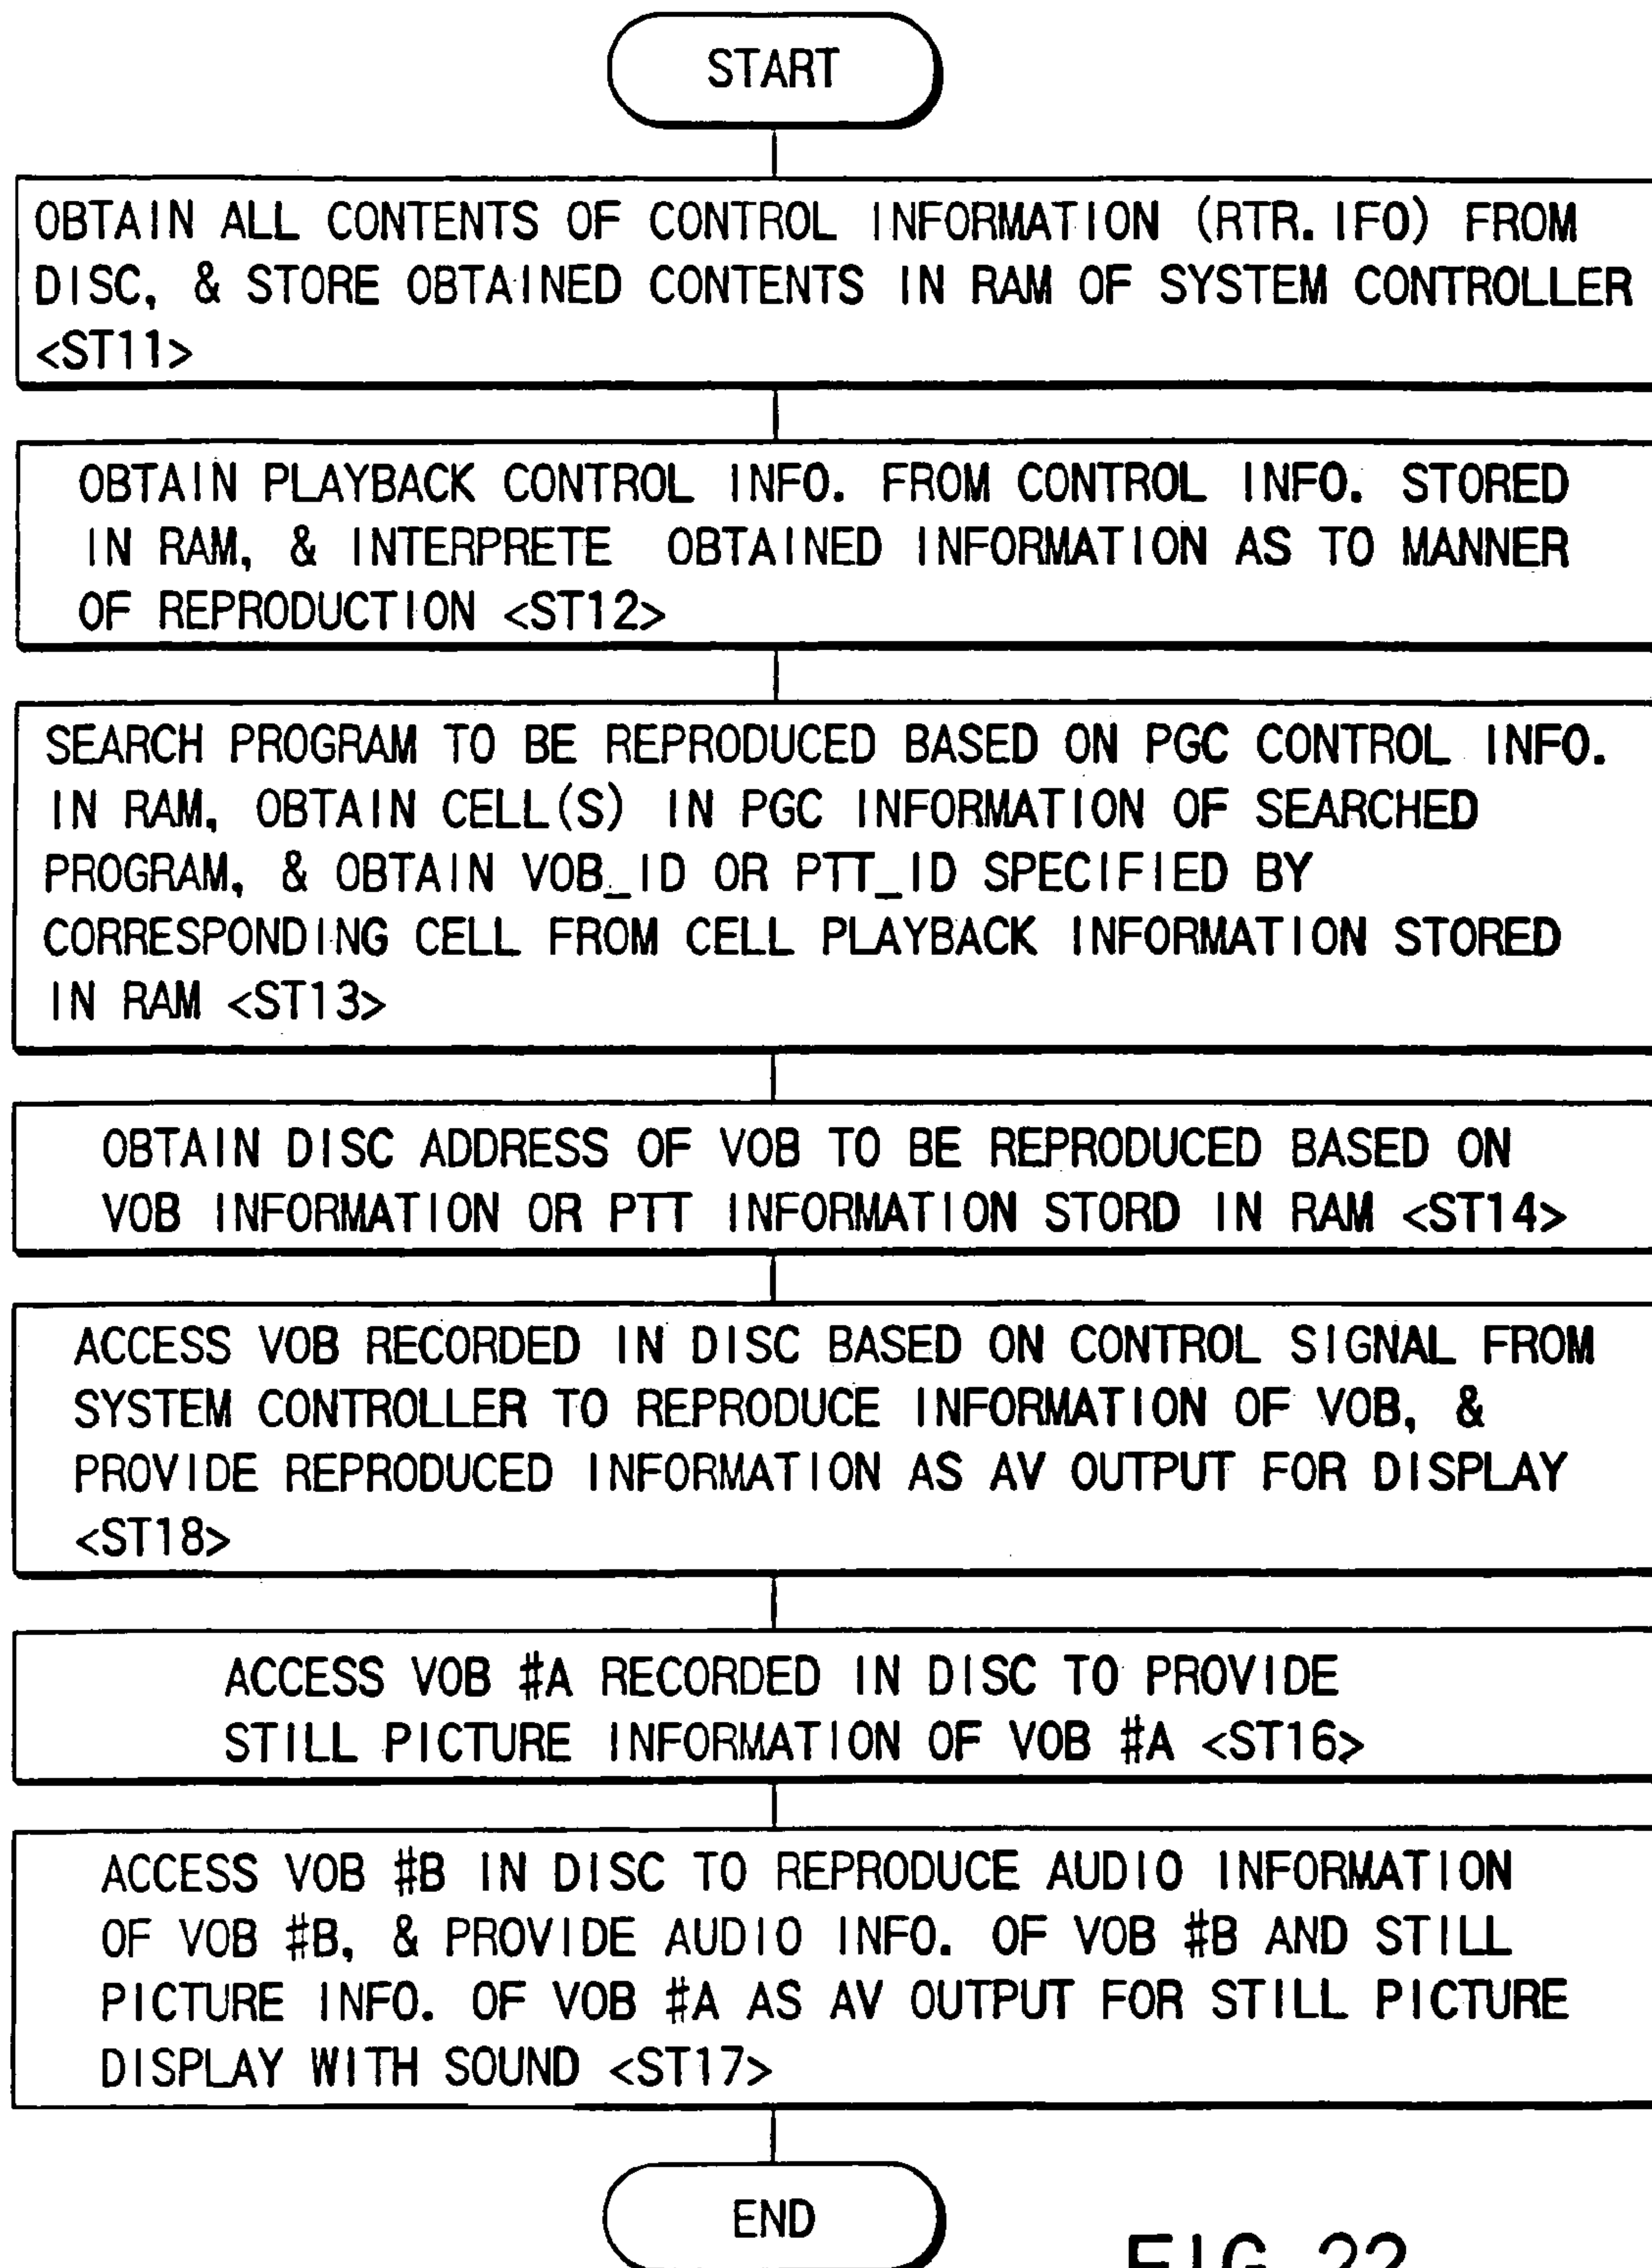 START
OBTAIN ALL CONTENTS OF CONTROL INFORMATION (RTR.IFO) FROM
DISC, & STORE OBTAINED CONTENTS IN RAM OF SYSTEM CONTROLLER
<ST11>
OBTAIN PLAYBACK CONTROL INFO. FROM CONTROL INFO. STORED
IN RAM, & INTERPRETE OBTAINED INFORMATION AS TO MANNER
OF REPRODUCTION <ST12>
SEARCH PROGRAM TO BE REPRODUCED BASED ON PGC CONTROL INFO.
IN RAM, OBTAIN CELL(S) IN PGC INFORMATION OF SEARCHED
PROGRAM, & OBTAIN VOB_ID OR PTT_ID SPECIFIED BY
CORRESPONDING CELL FROM CELL PLAYBACK INFORMATION STORED
IN RAM <ST13>
OBTAIN DISC ADDRESS OF VOB TO BE REPRODUCED BASED ON
VOB INFORMATION OR PTT INFORMATION STORD IN RAM <ST14>
ACCESS VOB RECORDED IN DISC BASED ON CONTROL SIGNAL FROM
SYSTEM CONTROLLER TO REPRODUCE INFORMATION OF VOB, &
PROVIDE REPRODUCED INFORMATION AS AV OUTPUT FOR DISPLAY
<ST18>
ACCESS VOB #A RECORDED IN DISC TO PROVIDE
STILL PICTURE INFORMATION OF VOB #A <ST16>
ACCESS VOB #B IN DISC TO REPRODUCE AUDIO INFORMATION
OF VOB #B, & PROVIDE AUDIO INFO. OF VOB #B AND STILL
PICTURE INFO. OF VOB #A AS AV OUTPUT FOR STILL PICTURE
DISPLAY WITH SOUND <ST17>
END
FIG. 22